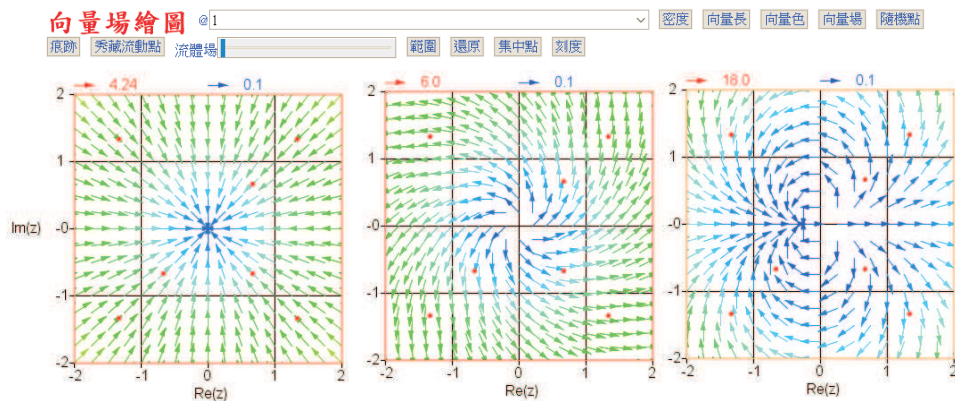 向量場繪圖 @1 密度 向量長 向量色 向量場 隨機點
痕跡 秀藏流動點 流體場 範圍 還原 集中點 刻度
4.24 0.1 6.0 0.1 16.0 0.1
2 2 2
1 1 1
Im(z) -0 -0 -0
-1 -1 -1
-2 -2 -2
-2 -1 0 1 2 -2 -1 0 1 2 -2 -1 0 1 2
Re(z) Re(z) Re(z)